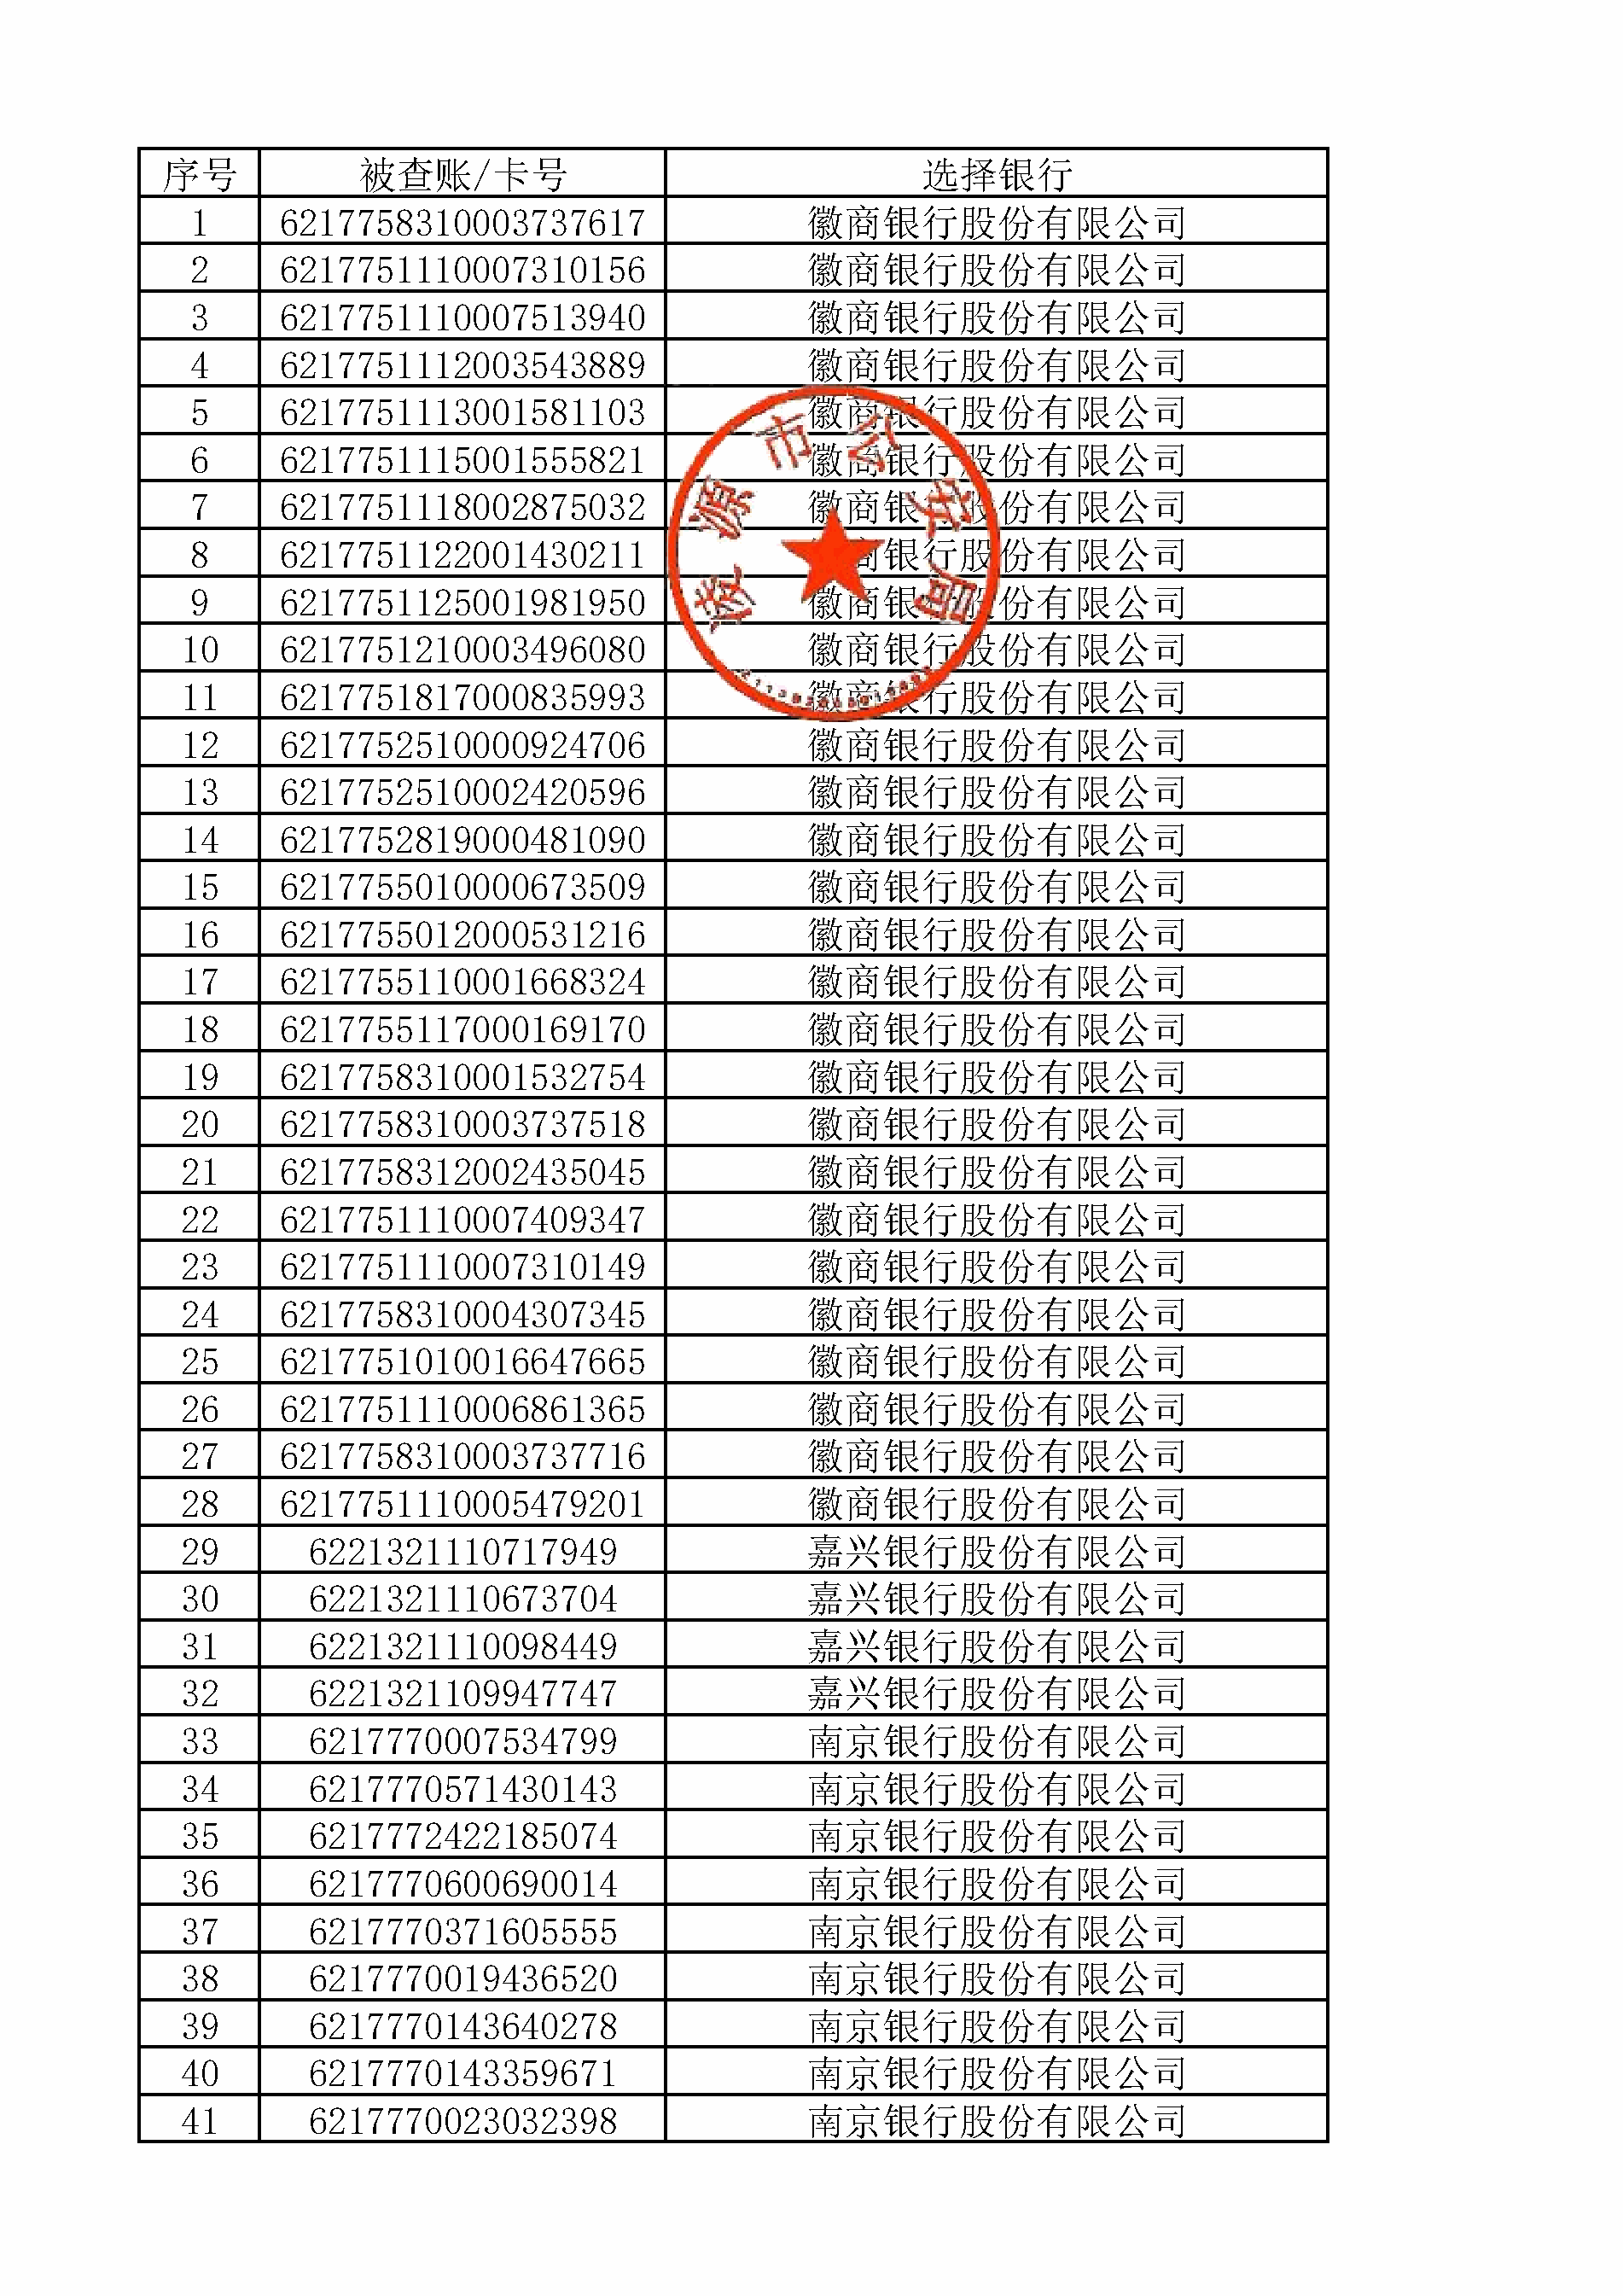 序号 被查账/卡号 选择银行
1 6217758310003737617 徽商银行股份有限公司
2 6217751110007310156 徽商银行股份有限公司
3 6217751110007513940 徽商银行股份有限公司
4 6217751112003543889 徽商银行股份有限公司
5 6217751113001581103 徽商银行股份有限公司
6 6217751115001555821 徽商银行股份有限公司
7 6217751118002875032 徽商银行股份有限公司
8 6217751122001430211 徽商银行股份有限公司
9 6217751125001981950 徽商银行股份有限公司
10 6217751210003496080 徽商银行股份有限公司
11 6217751817000835993 徽商银行股份有限公司
12 6217752510000924706 徽商银行股份有限公司
13 6217752510002420596 徽商银行股份有限公司
14 6217752819000481090 徽商银行股份有限公司
15 6217755010000673509 徽商银行股份有限公司
16 6217755012000531216 徽商银行股份有限公司
17 6217755110001668324 徽商银行股份有限公司
18 6217755117000169170 徽商银行股份有限公司
19 6217758310001532754 徽商银行股份有限公司
20 6217758310003737518 徽商银行股份有限公司
21 6217758312002435045 徽商银行股份有限公司
22 6217751110007409347 徽商银行股份有限公司
23 6217751110007310149 徽商银行股份有限公司
24 6217758310004307345 徽商银行股份有限公司
25 6217751010016647665 徽商银行股份有限公司
26 6217751110006861365 徽商银行股份有限公司
27 6217758310003737716 徽商银行股份有限公司
28 6217751110005479201 徽商银行股份有限公司
29 6221321110717949 嘉兴银行股份有限公司
30 6221321110673704 嘉兴银行股份有限公司
31 6221321110098449 嘉兴银行股份有限公司
32 6221321109947747 嘉兴银行股份有限公司
33 6217770007534799 南京银行股份有限公司
34 6217770571430143 南京银行股份有限公司
35 6217772422185074 南京银行股份有限公司
36 6217770600690014 南京银行股份有限公司
37 6217770371605555 南京银行股份有限公司
38 6217770019436520 南京银行股份有限公司
39 6217770143640278 南京银行股份有限公司
40 6217770143359671 南京银行股份有限公司
41 6217770023032398 南京银行股份有限公司
凌源市公安局